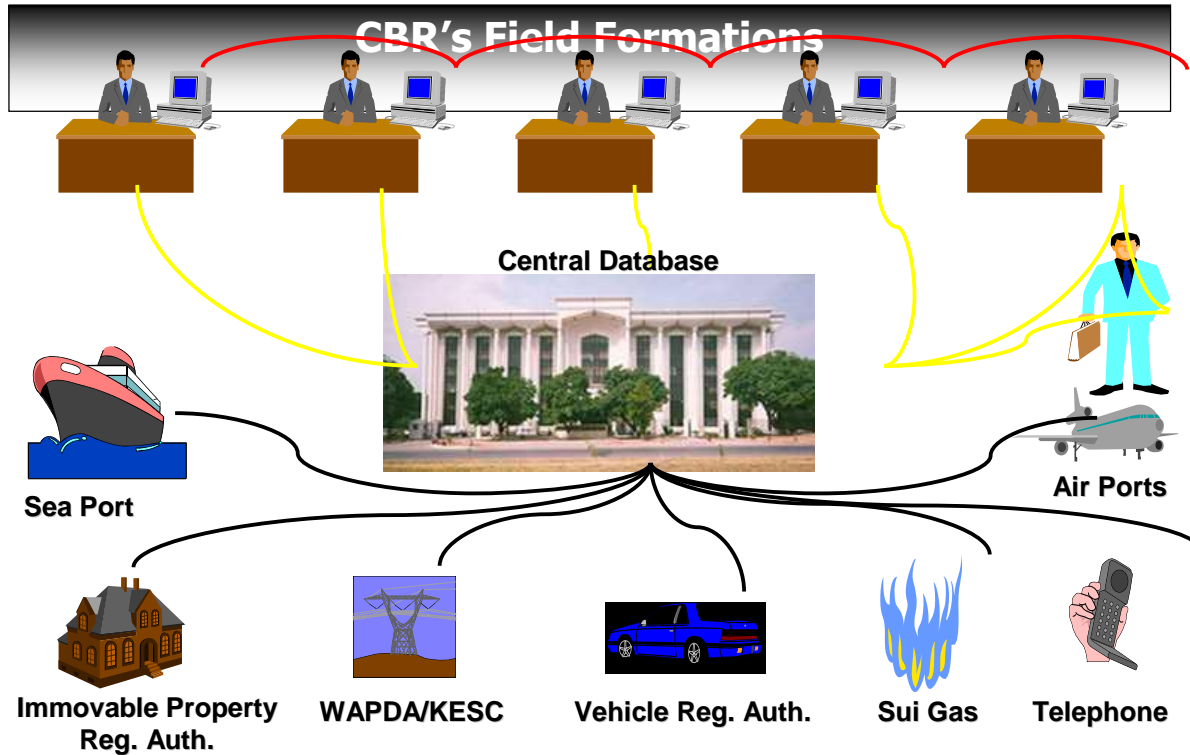 CBR's Field Formations
Central Database
Sea Port
Air Ports
Immovable Property
Reg. Auth.
WAPDA/KESC
Vehicle Reg. Auth.
Sui Gas
Telephone